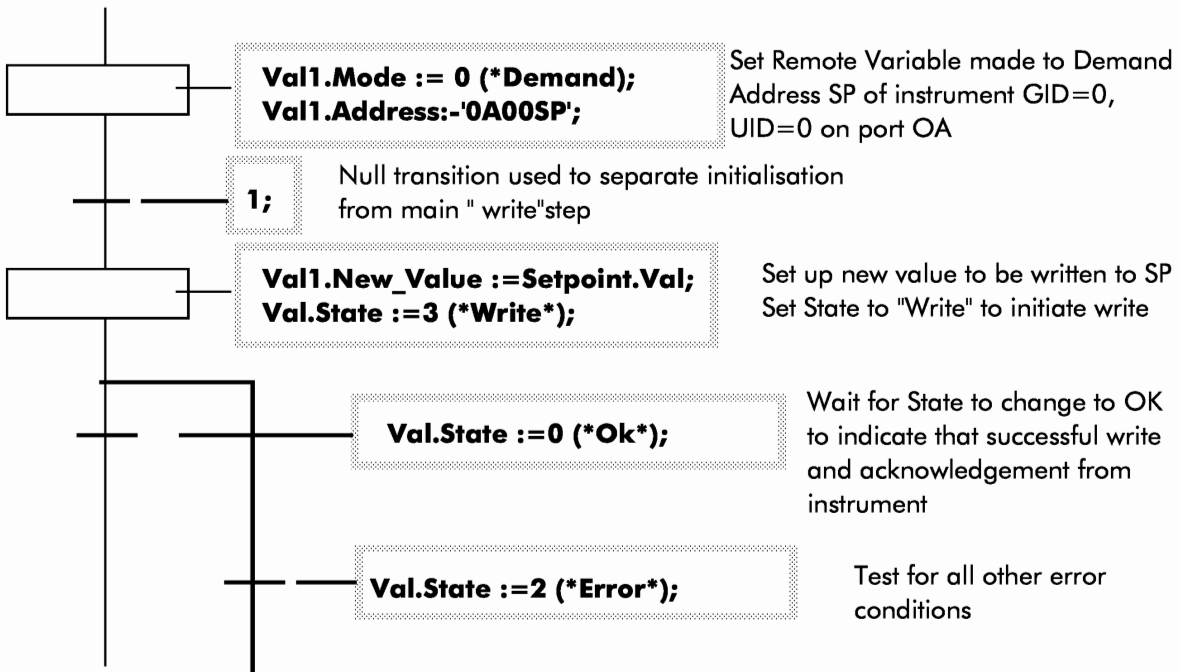 Val1.Mode := 0 (*Demand);
Val1.Address:-'0A00SP';
Set Remote Variable made to Demand
Address SP of instrument GID=0,
UID=0 on port OA
1;
Null transition used to separate initialisation
from main " write"step
Val1.New_Value :=Setpoint.Val;
Val.State :=3 (*Write*);
Set up new value to be written to SP
Set State to "Write" to initiate write
Val.State :=0 (*Ok*);
Wait for State to change to OK
to indicate that successful write
and acknowledgement from
instrument
Val.State :=2 (*Error*);
Test for all other error
conditions